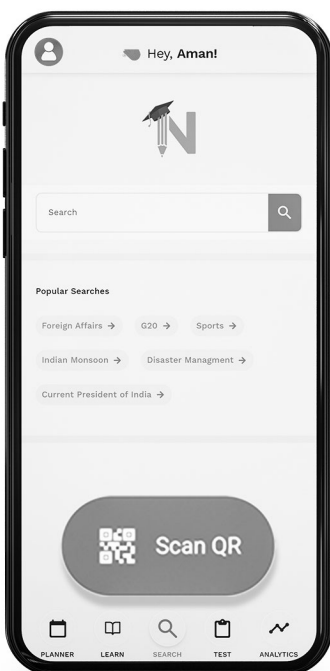 Hey, Aman!
N
Search
Popular Searches
Foreign Affairs → G20 → Sports →
Indian Monsoon → Disaster Managment →
Current President of India →
Scan QR
PLANNER LEARN SEARCH TEST ANALYTICS